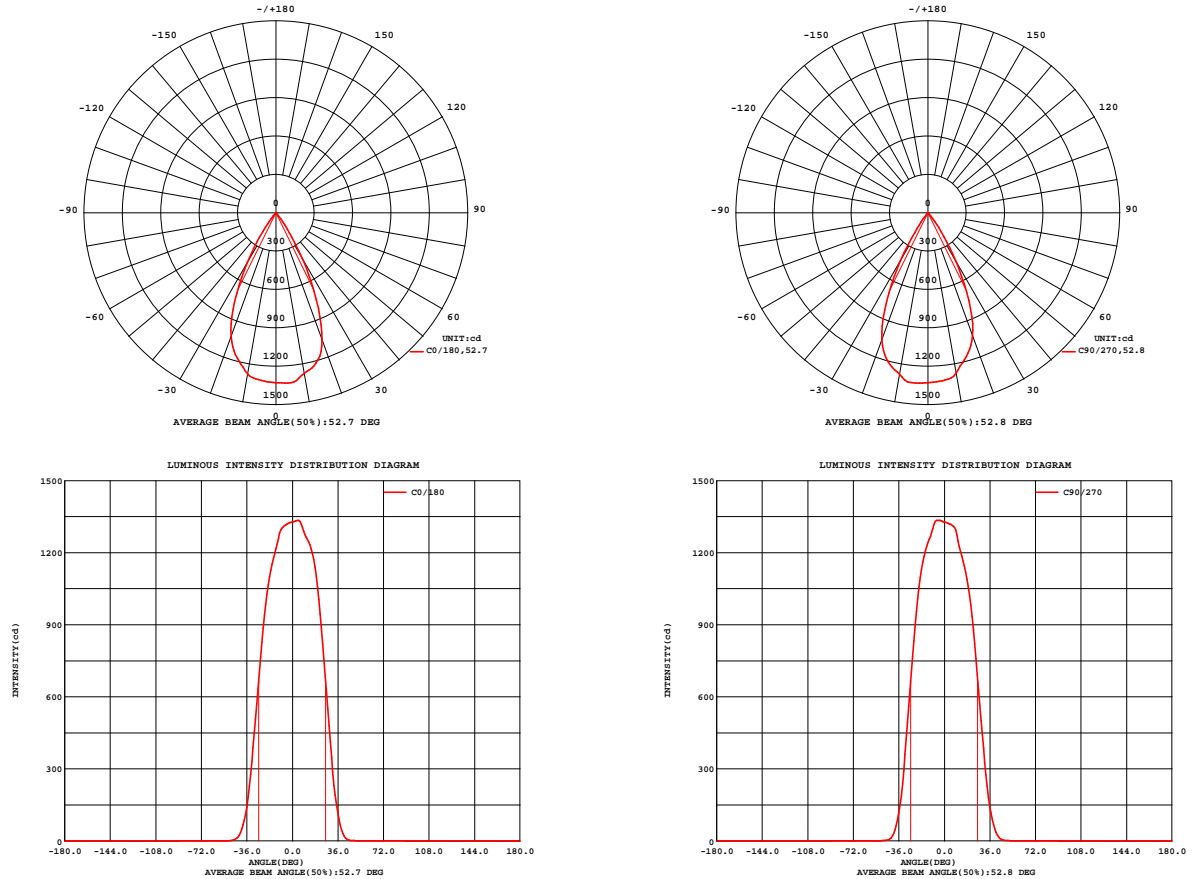 -/+180
-150
150
-120
120
-90
90
-60
60
-30
30
0
0
300
600
900
1200
1500
UNIT:cd
C0/180,52.7
AVERAGE BEAM ANGLE(50%):52.7 DEG
-/+180
-150
150
-120
120
-90
90
-60
60
-30
30
0
0
300
600
900
1200
1500
UNIT:cd
C90/270,52.8
AVERAGE BEAM ANGLE(50%):52.8 DEG
LUMINOUS INTENSITY DISTRIBUTION DIAGRAM
C0/180
1500
1200
900
600
300
0
INTENSITY(cd)
-180.0 -144.0 -108.0 -72.0 -36.0 0.0 36.0 72.0 108.0 144.0 180.0
ANGLE(DEG)
AVERAGE BEAM ANGLE(50%):52.7 DEG
LUMINOUS INTENSITY DISTRIBUTION DIAGRAM
C90/270
1500
1200
900
600
300
0
INTENSITY(cd)
-180.0 -144.0 -108.0 -72.0 -36.0 0.0 36.0 72.0 108.0 144.0 180.0
ANGLE(DEG)
AVERAGE BEAM ANGLE(50%):52.8 DEG